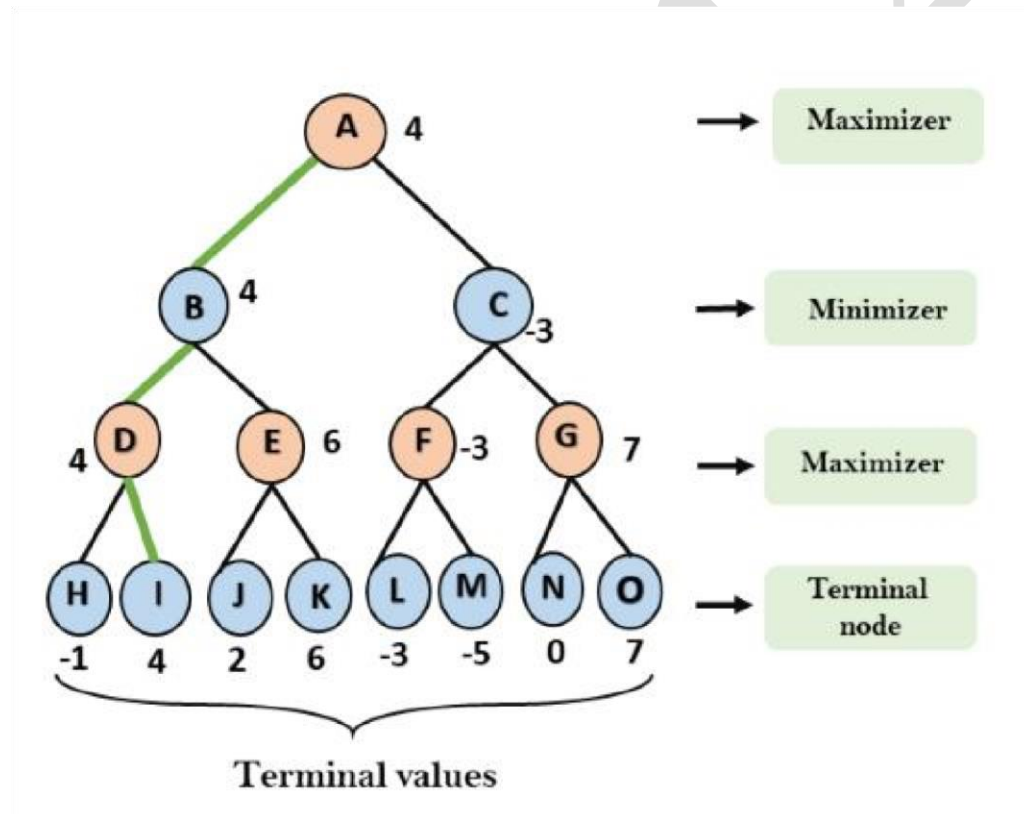 A 4 Maximizer
B 4 C -3 Minimizer
4 D E 6 F -3 G 7 Maximizer
H I J K L M N O Terminal
node
-1 4 2 6 -3 -5 0 7
Terminal values